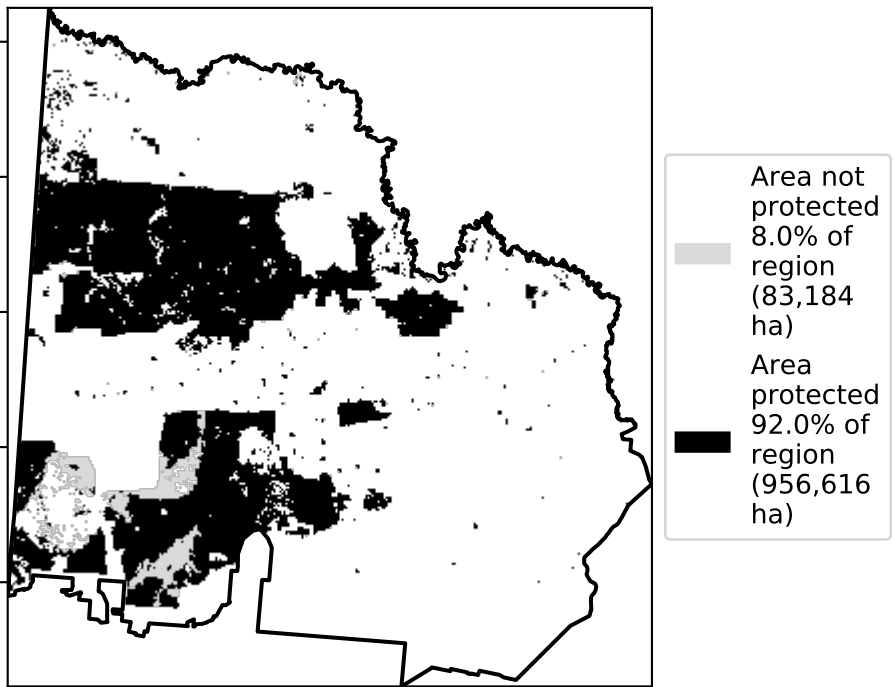 Area not
protected
8.0% of
region
(83,184
ha)
Area
protected
92.0% of
region
(956,616
ha)